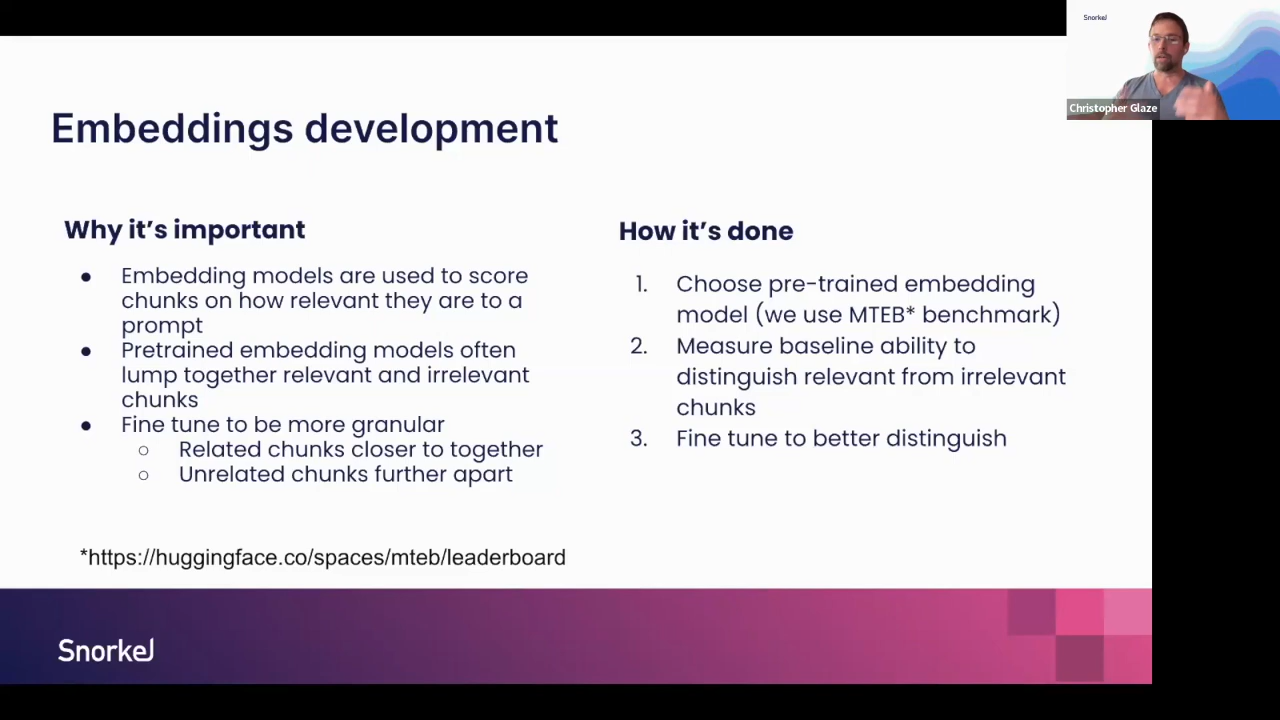 Snorkel
Christopher Glaze
Embeddings development
Why it's important
● Embedding models are used to score
chunks on how relevant they are to a
prompt
● Pretrained embedding models often
lump together relevant and irrelevant
chunks
● Fine tune to be more granular
○ Related chunks closer to together
○ Unrelated chunks further apart
How it's done
1. Choose pre-trained embedding
model (we use MTEB* benchmark)
2. Measure baseline ability to
distinguish relevant from irrelevant
chunks
3. Fine tune to better distinguish
*https://huggingface.co/spaces/mteb/leaderboard
Snorkel